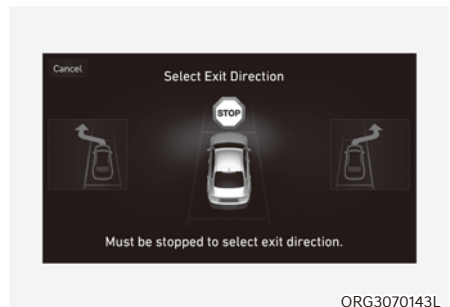 Cancel
Select Exit Direction
STOP
Must be stopped to select exit direction.
ORG3070143L